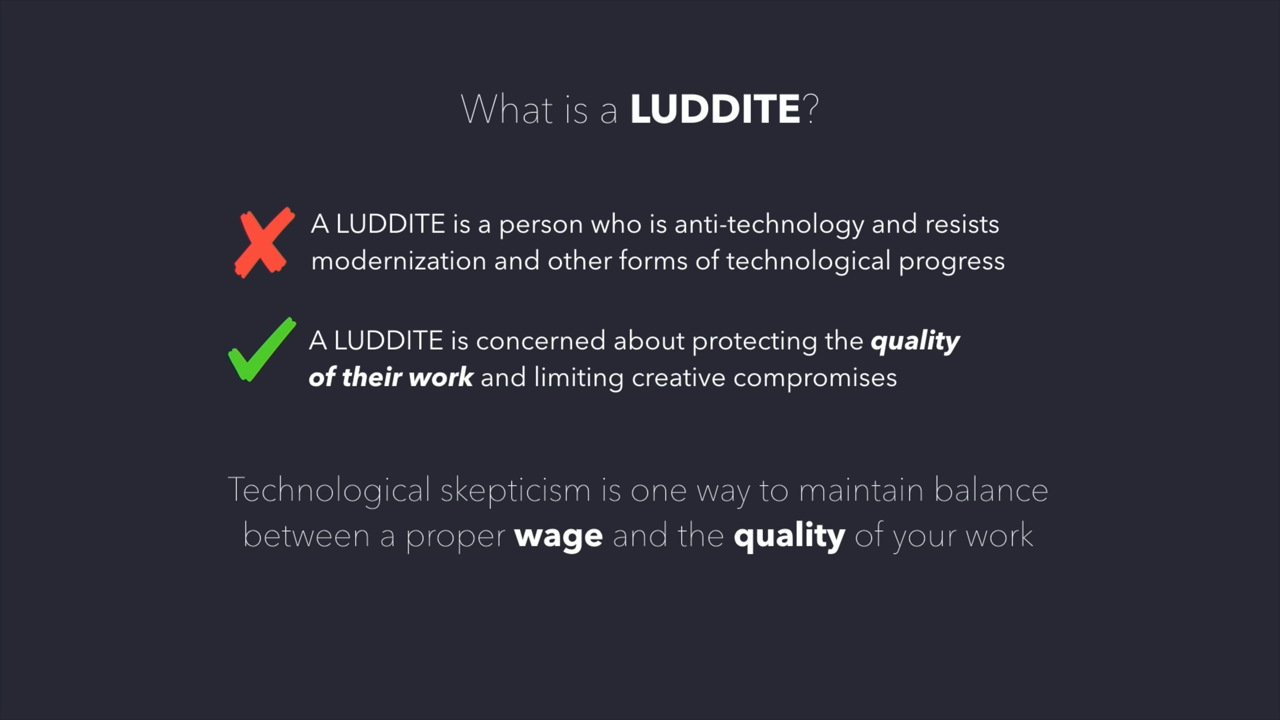 What is a LUDDITE?
A LUDDITE is a person who is anti-technology and resists
modernization and other forms of technological progress
A LUDDITE is concerned about protecting the quality
of their work and limiting creative compromises
Technological skepticism is one way to maintain balance
between a proper wage and the quality of your work